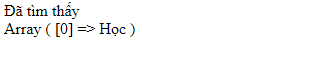 Đã tìm thấy
Array ( [0] => Học )